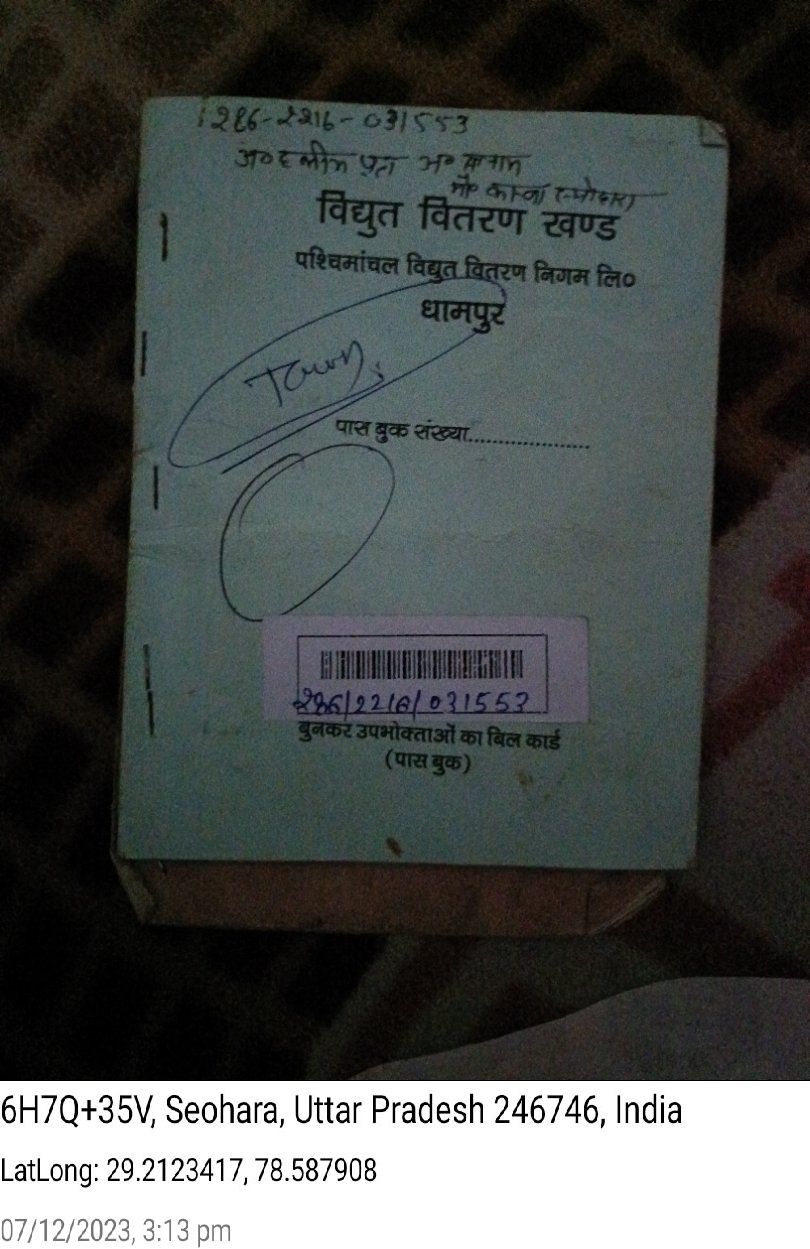 1286-2216-031553
विद्युत वितरण खण्ड
पश्चिमांचल विद्युत वितरण निगम लि०
धामपुर
Town
पास बुक संख्या....................
286/2216/031553
बुनकर उपभोक्ताओं का बिल कार्ड
(पास बुक)
6H7Q+35V, Seohara, Uttar Pradesh 246746, India
LatLong: 29.2123417, 78.587908
07/12/2023, 3:13 pm